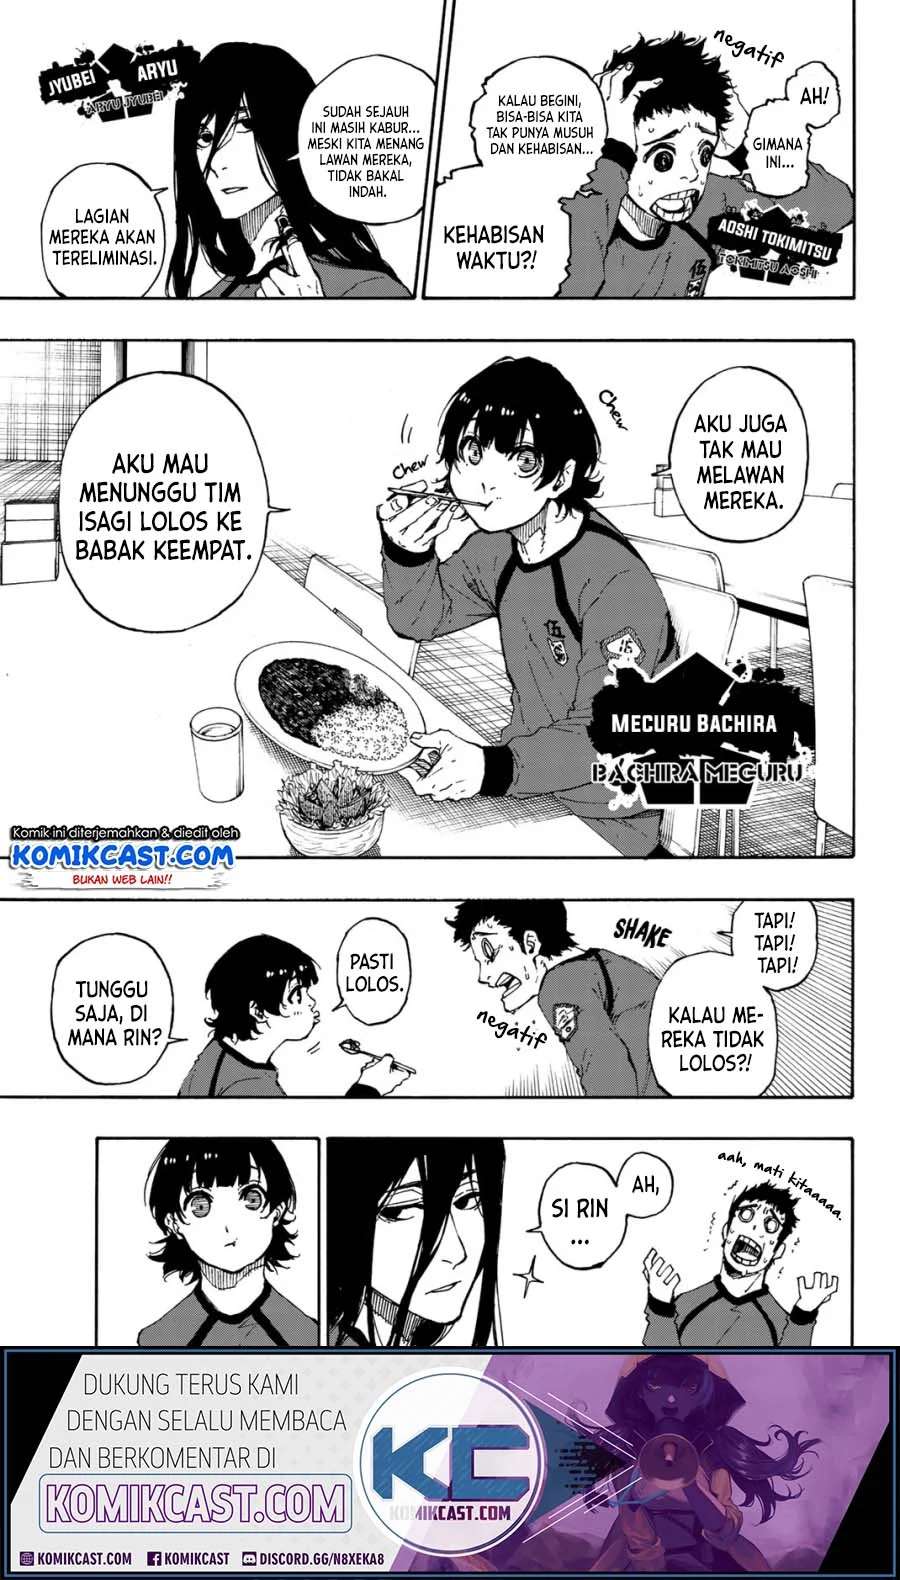 negatif
AH!
GIMANA
INI...
KALAU BEGINI,
BISA-BISA KITA
TAK PUNYA MUSUH
DAN KEHABISAN...
KEHABISAN
WAKTU?!
AOSHI TOKIMITSU
TOKIMITSU AOSHI
伍
JYUBEI ARYU
ARYU JYUBEI
SUDAH SEJAUH
INI MASIH KABUR...
MESKI KITA MENANG
LAWAN MEREKA,
TIDAK BAKAL
INDAH.
LAGIAN
MEREKA AKAN
TERELIMINASI.
Chew
Chew
AKU JUGA
TAK MAU
MELAWAN
MEREKA.
AKU MAU
MENUNGGU TIM
ISAGI LOLOS KE
BABAK KEEMPAT.
伍
MEGURU BACHIRA
BACHIRA MEGURU
Komik ini diterjemahkan & diedit oleh
KOMIKCAST.COM
BUKAN WEB LAIN!!
TAPI!
TAPI!
TAPI!
SHAKE
KALAU ME-
REKA TIDAK
LOLOS?!
negatif
PASTI
LOLOS.
TUNGGU
SAJA, DI
MANA RIN?
aah, mati kitaaaaa.
AH,
SI RIN
...
DUKUNG TERUS KAMI
DENGAN SELALU MEMBACA
DAN BERKOMENTAR DI
KOMIKCAST.COM
KC
KOMIKCAST.COM
KOMIKCAST.COM KOMIKCAST DISCORD.GG/N8XEKA8